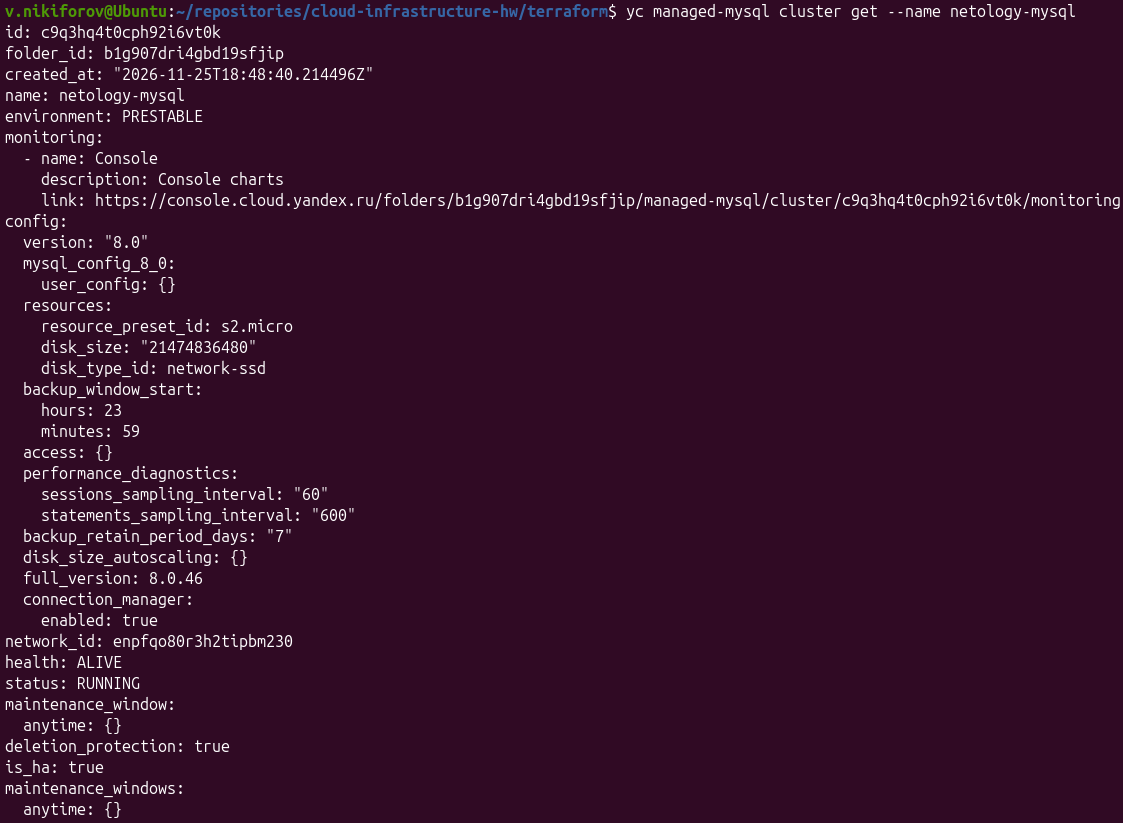 v.nikiforov@Ubuntu:~/repositories/cloud-infrastructure-hw/terraform$ yc managed-mysql cluster get --name netology-mysql
id: c9q3hq4t0cph92i6vt0k
folder_id: b1g907dri4gbd19sfjip
created_at: "2026-11-25T18:48:40.214496Z"
name: netology-mysql
environment: PRESTABLE
monitoring:
  - name: Console
    description: Console charts
    link: https://console.cloud.yandex.ru/folders/b1g907dri4gbd19sfjip/managed-mysql/cluster/c9q3hq4t0cph92i6vt0k/monitoring
config:
  version: "8.0"
  mysql_config_8_0:
    user_config: {}
  resources:
    resource_preset_id: s2.micro
    disk_size: "21474836480"
    disk_type_id: network-ssd
  backup_window_start:
    hours: 23
    minutes: 59
  access: {}
  performance_diagnostics:
    sessions_sampling_interval: "60"
    statements_sampling_interval: "600"
  backup_retain_period_days: "7"
  disk_size_autoscaling: {}
  full_version: 8.0.46
  connection_manager:
    enabled: true
network_id: enpfqo80r3h2tipbm230
health: ALIVE
status: RUNNING
maintenance_window:
  anytime: {}
deletion_protection: true
is_ha: true
maintenance_windows:
  anytime: {}